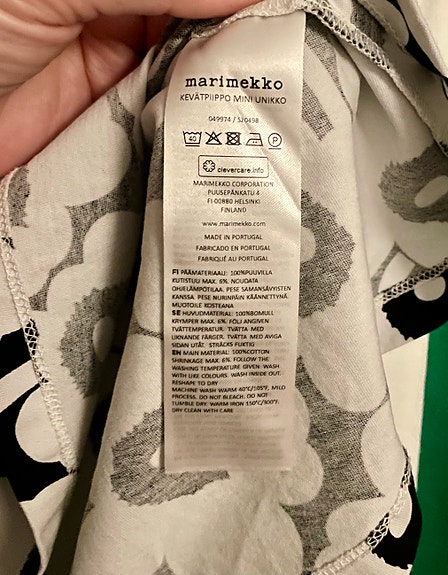 marimekko
KEVÄTPIIPPO MINI UNIKKO
049974 / 520498
40
P
clevercare.info
MARIMEKKO CORPORATION
PUUSEPÄNKATU 4
FI-00880 HELSINKI
FINLAND
www.marimekko.com
MADE IN PORTUGAL
FABRICADO EN PORTUGAL
FABRIQUÉ AU PORTUGAL
FI PÄÄMATERIAALI: 100%PUUVILLA
KUTISTUU MAX. 6%. NOUDATA
OHJELÄMPÖTILAA. PESE SAMANSÄVYISTEN
KANSSA. PESE NURINPÄIN KÄÄNNETTYNÄ.
MUOTOILE KOSTEANA
SE HUVUDMATERIAL: 100%BOMULL
KRYMPER MAX. 6%. FÖLJ ANGIVEN
TVÄTTEMPERATUR. TVÄTTA MED
LIKNANDE FÄRGER. TVÄTTA MED AVIGA
SIDAN UTÅT. STRÄCKS FUKTIG
EN MAIN MATERIAL: 100%COTTON
SHRINKAGE MAX. 6%. FOLLOW THE
WASHING TEMPERATURE GIVEN. WASH
WITH LIKE COLOURS. WASH INSIDE OUT.
RESHAPE TO DRY
MACHINE WASH WARM 40°C/105°F, MILD
PROCESS. DO NOT BLEACH. DO NOT
TUMBLE DRY. WARM IRON 150°C/300°F.
DRY CLEAN WITH CARE